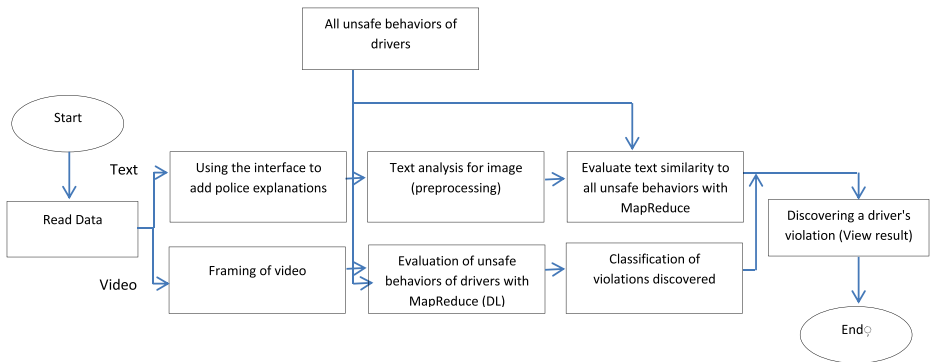 All unsafe behaviors of
drivers
Start
Text
Using the interface to
add police explanations
Text analysis for image
(preprocessing)
Evaluate text similarity to
all unsafe behaviors with
MapReduce
Read Data
Discovering a driver's
violation (View result)
Video
Framing of video
Evaluation of unsafe
behaviors of drivers with
MapReduce (DL)
Classification of
violations discovered
End